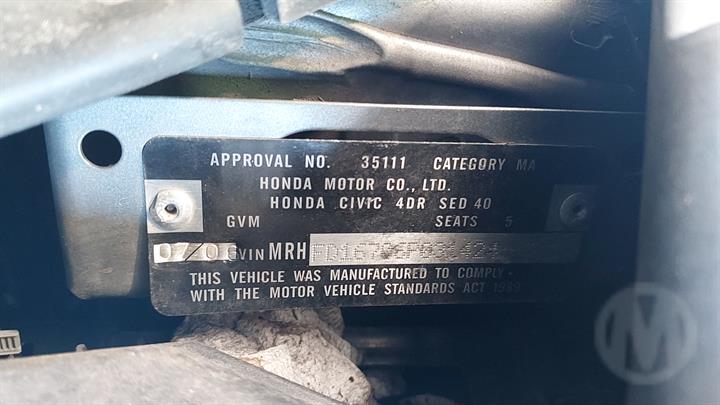 APPROVAL NO. 35111 CATEGORY MA
HONDA MOTOR CO., LTD.
HONDA CIVIC 4DR SED 40
GVM SEATS 5
07/06 VIN MRH
THIS VEHICLE WAS MANUFACTURED TO COMPLY
WITH THE MOTOR VEHICLE STANDARDS ACT 1989
M